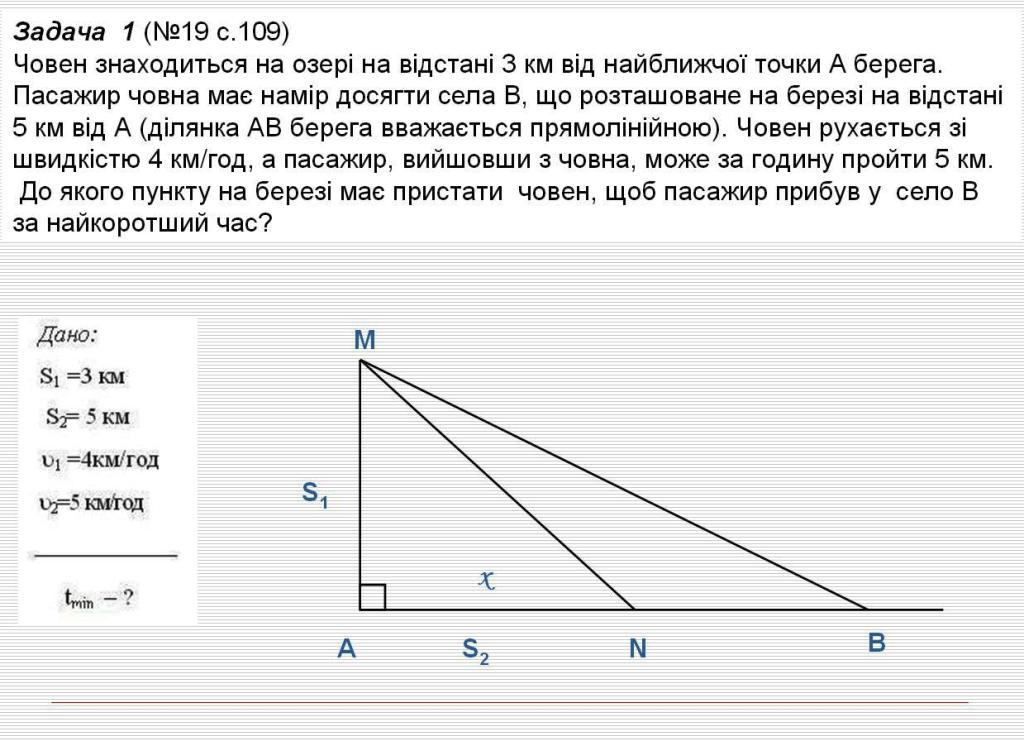 Задача 1 (№19 с.109)
Човен знаходиться на озері на відстані 3 км від найближчої точки А берега.
Пасажир човна має намір досягти села В, що розташоване на березі на відстані
5 км від А (ділянка АВ берега вважається прямолінійною). Човен рухається зі
швидкістю 4 км/год, а пасажир, вийшовши з човна, може за годину пройти 5 км.
До якого пункту на березі має пристати човен, щоб пасажир прибув у село В
за найкоротший час?
Дано:
S₁ =3 км
S₂= 5 км
υ₁ =4км/год
υ₂=5 км/год
tmin – ?
M
S₁
x
A
S₂
N
B